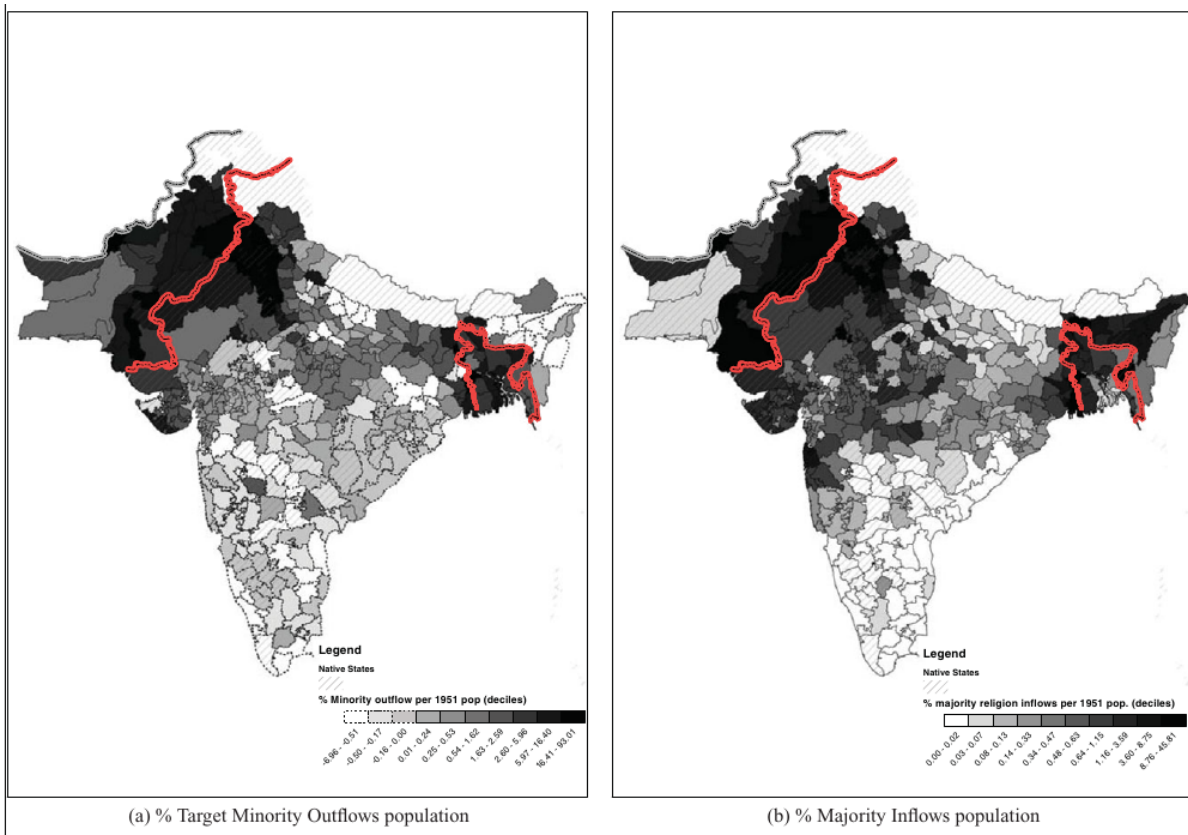 Legend
Native States
% Minority outflow per 1951 pop (deciles)
-6.96 - -0.51
-0.50 - -0.17
-0.16 - 0.00
0.01 - 0.24
0.25 - 0.53
0.54 - 1.62
1.63 - 2.59
2.60 - 5.96
5.97 - 16.40
16.41 - 93.01
(a) % Target Minority Outflows population
Legend
Native States
% majority religion inflows per 1951 pop. (deciles)
0.00 - 0.02
0.03 - 0.07
0.08 - 0.13
0.14 - 0.33
0.34 - 0.47
0.48 - 0.63
0.64 - 1.15
1.16 - 3.59
3.60 - 8.75
8.76 - 45.81
(b) % Majority Inflows population